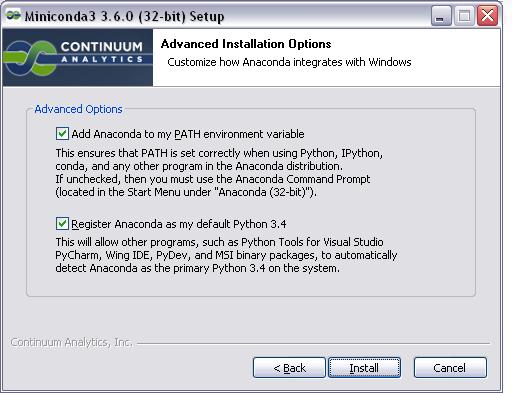 Miniconda3 3.6.0 (32-bit) Setup
CONTINUUM
ANALYTICS
Advanced Installation Options
Customize how Anaconda integrates with Windows
Advanced Options
Add Anaconda to my PATH environment variable
This ensures that PATH is set correctly when using Python, IPython,
conda, and any other program in the Anaconda distribution.
If unchecked, then you must use the Anaconda Command Prompt
(located in the Start Menu under "Anaconda (32-bit)").
Register Anaconda as my default Python 3.4
This will allow other programs, such as Python Tools for Visual Studio
PyCharm, Wing IDE, PyDev, and MSI binary packages, to automatically
detect Anaconda as the primary Python 3.4 on the system.
Continuum Analytics, Inc.
< Back
Install
Cancel